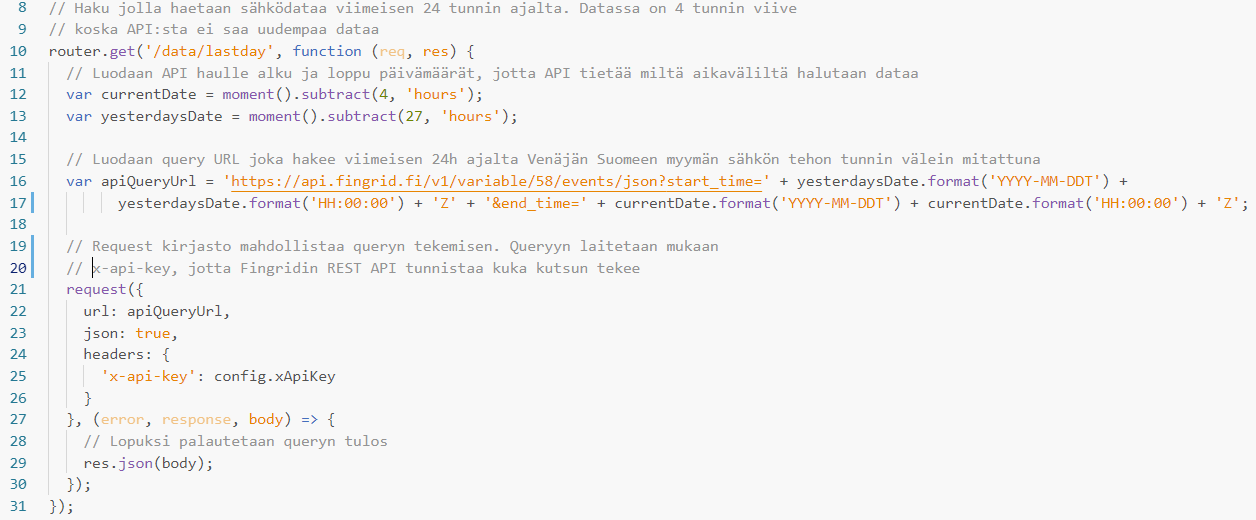 8 // Haku jolla haetaan sähködataa viimeisen 24 tunnin ajalta. Datassa on 4 tunnin viive
9 // koska API:sta ei saa uudempaa dataa
10 router.get('/data/lastday', function (req, res) {
11 // Luodaan API haulle alku ja loppu päivämäärät, jotta API tietää miltä aikaväliltä halutaan dataa
12 var currentDate = moment().subtract(4, 'hours');
13 var yesterdaysDate = moment().subtract(27, 'hours');
14
15 // Luodaan query URL joka hakee viimeisen 24h ajalta Venäjän Suomeen myymän sähkön tehon tunnin välein mitattuna
16 var apiQueryUrl = 'https://api.fingrid.fi/v1/variable/58/events/json?start_time=' + yesterdaysDate.format('YYYY-MM-DDT') +
17 yesterdaysDate.format('HH:00:00') + 'Z' + '&end_time=' + currentDate.format('YYYY-MM-DDT') + currentDate.format('HH:00:00') + 'Z';
18
19 // Request kirjasto mahdollistaa queryn tekemisen. Queryyn laitetaan mukaan
20 // x-api-key, jotta Fingridin REST API tunnistaa kuka kutsun tekee
21 request({
22 url: apiQueryUrl,
23 json: true,
24 headers: {
25 'x-api-key': config.xApiKey
26 }
27 }, (error, response, body) => {
28 // Lopuksi palautetaan queryn tulos
29 res.json(body);
30 });
31 });